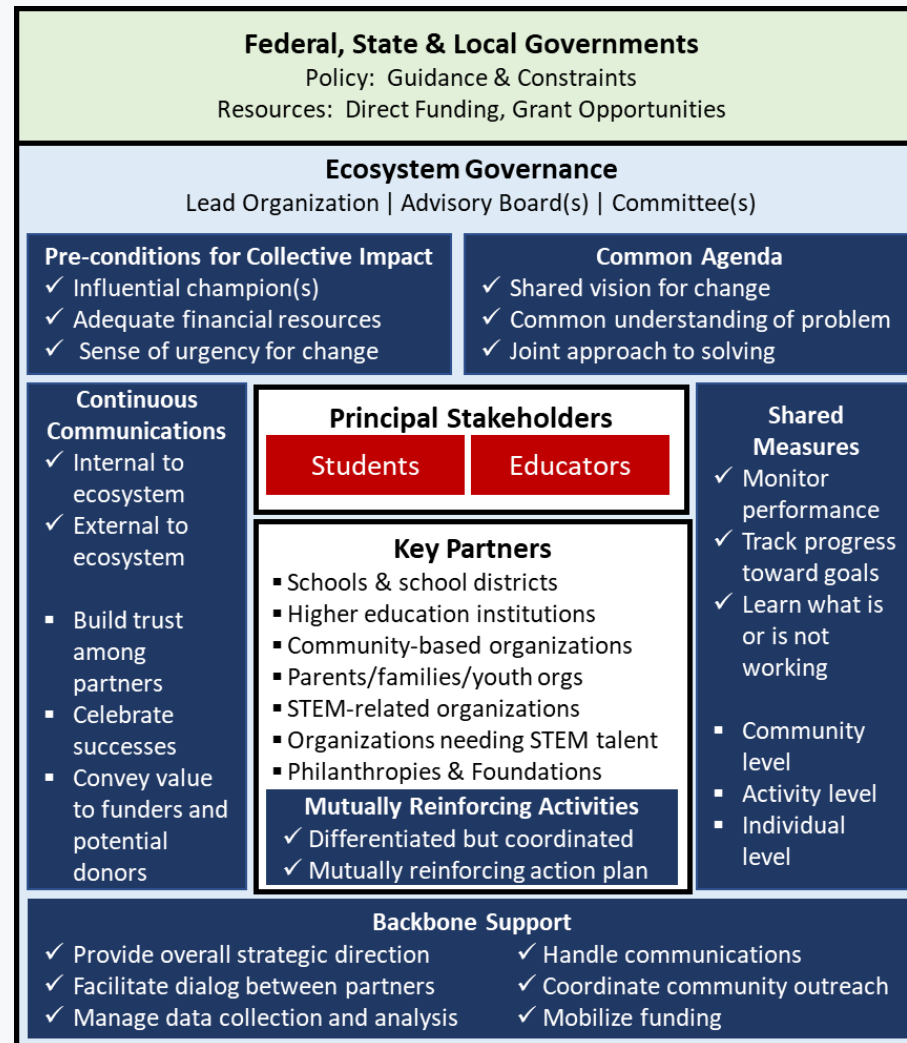 Federal, State & Local Governments
Policy:  Guidance & Constraints
Resources:  Direct Funding, Grant Opportunities
Ecosystem Governance
Lead Organization | Advisory Board(s) | Committee(s)
Pre-conditions for Collective Impact
✓ Influential champion(s)
✓ Adequate financial resources
✓ Sense of urgency for change
Common Agenda
✓ Shared vision for change
✓ Common understanding of problem
✓ Joint approach to solving
Continuous
Communications
✓ Internal to
ecosystem
✓ External to
ecosystem
▪ Build trust
among
partners
▪ Celebrate
successes
▪ Convey value
to funders and
potential
donors
Principal Stakeholders
Students
Educators
Key Partners
▪ Schools & school districts
▪ Higher education institutions
▪ Community-based organizations
▪ Parents/families/youth orgs
▪ STEM-related organizations
▪ Organizations needing STEM talent
▪ Philanthropies & Foundations
Mutually Reinforcing Activities
✓ Differentiated but coordinated
✓ Mutually reinforcing action plan
Shared
Measures
✓ Monitor
performance
✓ Track progress
toward goals
✓ Learn what is
or is not
working
▪ Community
level
▪ Activity level
▪ Individual
level
Backbone Support
✓ Provide overall strategic direction
✓ Facilitate dialog between partners
✓ Manage data collection and analysis
✓ Handle communications
✓ Coordinate community outreach
✓ Mobilize funding